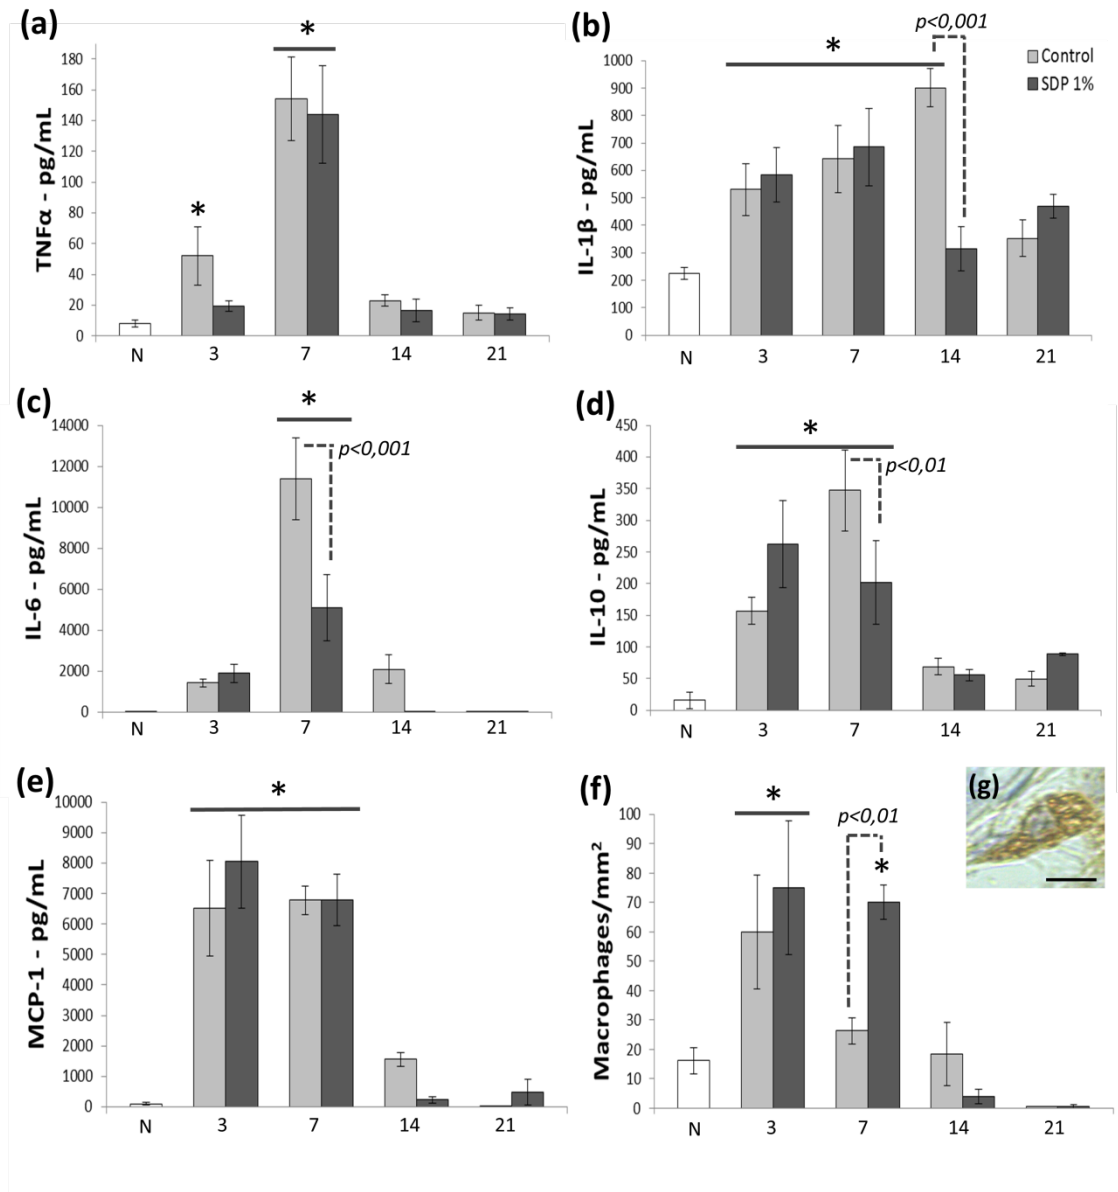 (a)
TNFα - pg/mL
180
160
140
120
100
80
60
40
20
0
*
*
N 3 7 14 21
(b)
IL-1β - pg/mL
1000
900
800
700
600
500
400
300
200
100
0
*
p<0,001
Control
SDP 1%
N 3 7 14 21
(c)
IL-6 - pg/mL
14000
12000
10000
8000
6000
4000
2000
0
*
p<0,001
N 3 7 14 21
(d)
IL-10 - pg/mL
450
400
350
300
250
200
150
100
50
0
*
p<0,01
N 3 7 14 21
(e)
MCP-1 - pg/mL
10000
9000
8000
7000
6000
5000
4000
3000
2000
1000
0
*
N 3 7 14 21
(f)
Macrophages/mm²
100
90
80
70
60
50
40
30
20
10
0
*
p<0,01
*
N 3 7 14 21
(g)